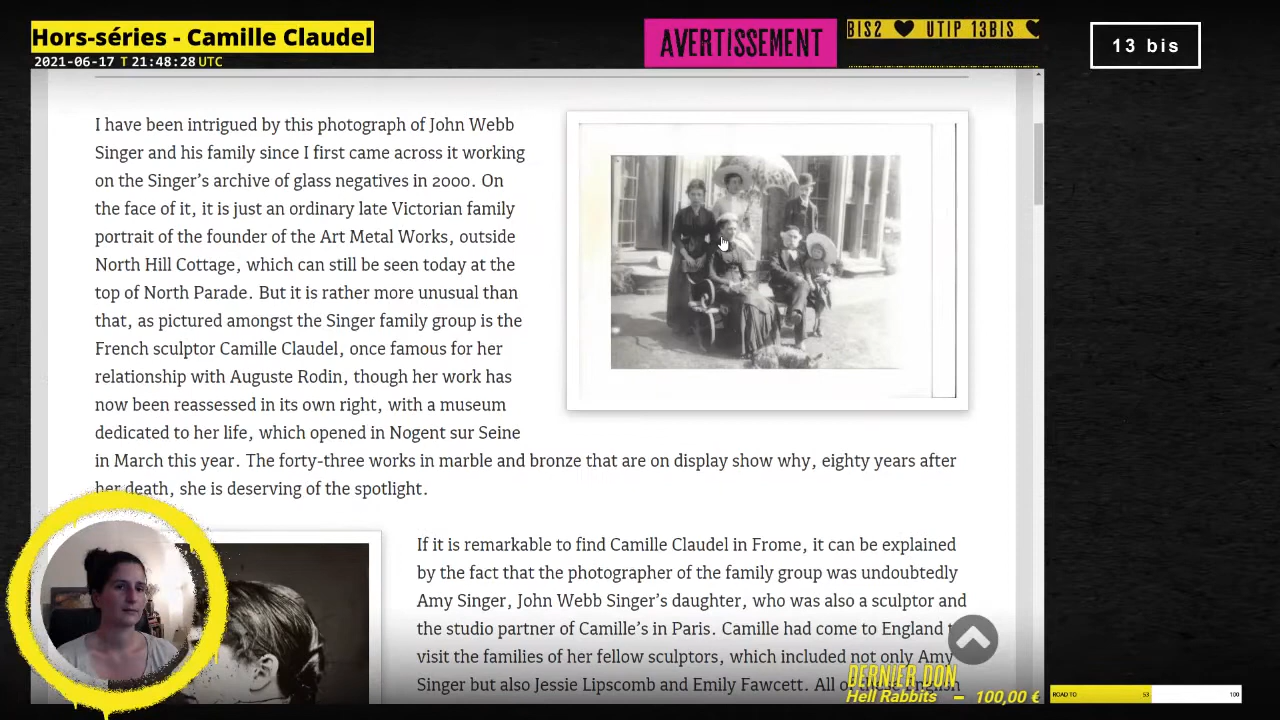 Hors-séries - Camille Claudel
2021-06-17 T 21:48:28 UTC
AVERTISSEMENT
BIS2 ♥ UTIP 13BIS
13 bis
I have been intrigued by this photograph of John Webb
Singer and his family since I first came across it working
on the Singer’s archive of glass negatives in 2000. On
the face of it, it is just an ordinary late Victorian family
portrait of the founder of the Art Metal Works, outside
North Hill Cottage, which can still be seen today at the
top of North Parade. But it is rather more unusual than
that, as pictured amongst the Singer family group is the
French sculptor Camille Claudel, once famous for her
relationship with Auguste Rodin, though her work has
now been reassessed in its own right, with a museum
dedicated to her life, which opened in Nogent sur Seine
in March this year. The forty-three works in marble and bronze that are on display show why, eighty years after
her death, she is deserving of the spotlight.
If it is remarkable to find Camille Claudel in Frome, it can be explained
by the fact that the photographer of the family group was undoubtedly
Amy Singer, John Webb Singer’s daughter, who was also a sculptor and
the studio partner of Camille’s in Paris. Camille had come to England
visit the families of her fellow sculptors, which included not only Amy
Singer but also Jessie Lipscomb and Emily Fawcett. All
DERNIER DON
Hell Rabbits – 100,00 €
ROAD TO 53 100